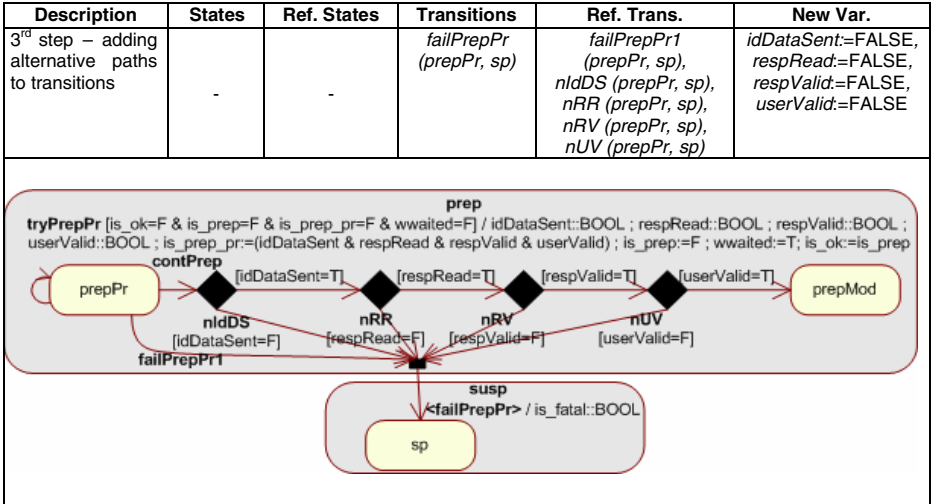 Description States Ref. States Transitions Ref. Trans. New Var.
3rd step – adding alternative paths to transitions
-
-
failPrepPr
(prepPr, sp)
failPrepPr1
(prepPr, sp),
nIdDS (prepPr, sp),
nRR (prepPr, sp),
nRV (prepPr, sp),
nUV (prepPr, sp)
idDataSent:=FALSE,
respRead:=FALSE,
respValid:=FALSE,
userValid:=FALSE
prep
tryPrepPr [is_ok=F & is_prep=F & is_prep_pr=F & wwaited=F] / idDataSent::BOOL ; respRead::BOOL ; respValid::BOOL ;
userValid::BOOL ; is_prep_pr:=(idDataSent & respRead & respValid & userValid) ; is_prep:=F ; wwaited:=T; is_ok:=is_prep
contPrep
[idDataSent=T] [respRead=T] [respValid=T] [userValid=T]
prepPr prepMod
nIdDS nRR nRV nUV
[idDataSent=F] [respRead=F] [respValid=F] [userValid=F]
failPrepPr1
susp
<failPrepPr> / is_fatal::BOOL
sp